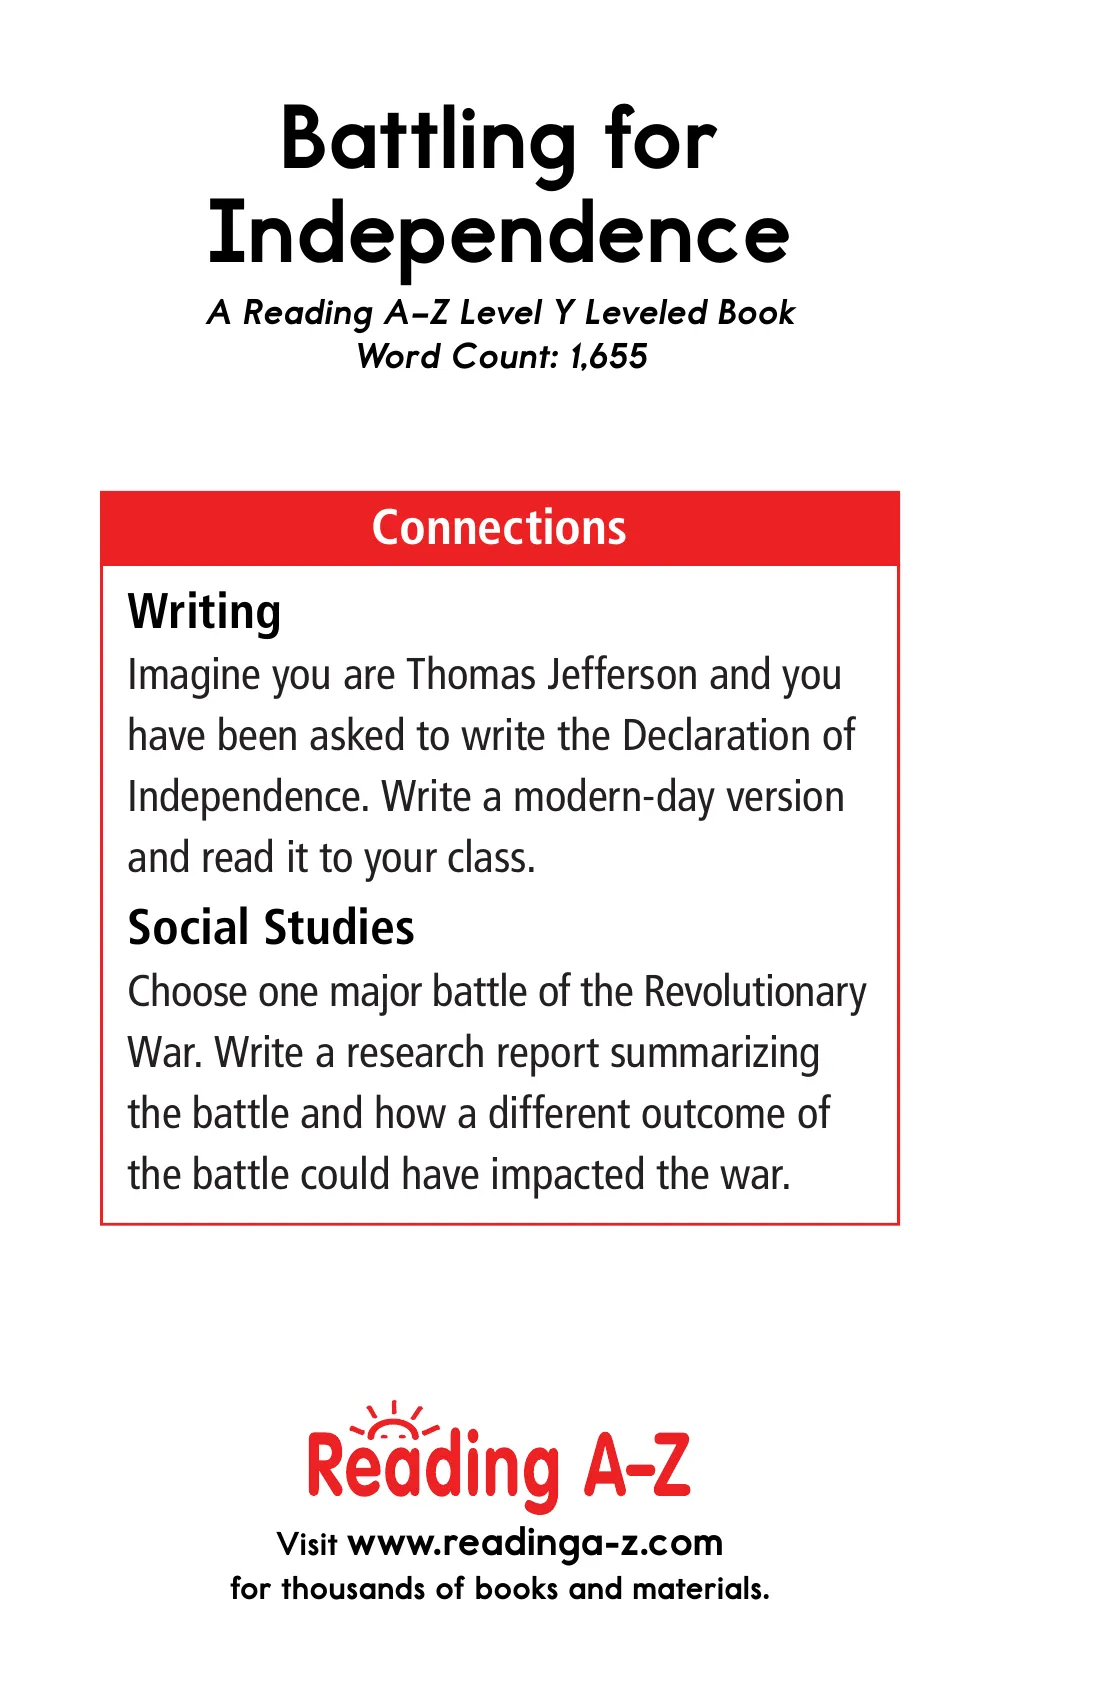 Battling for
Independence
A Reading A–Z Level Y Leveled Book
Word Count: 1,655
Connections
Writing
Imagine you are Thomas Jefferson and you
have been asked to write the Declaration of
Independence. Write a modern-day version
and read it to your class.
Social Studies
Choose one major battle of the Revolutionary
War. Write a research report summarizing
the battle and how a different outcome of
the battle could have impacted the war.
Reading A–Z
Visit www.readinga-z.com
for thousands of books and materials.